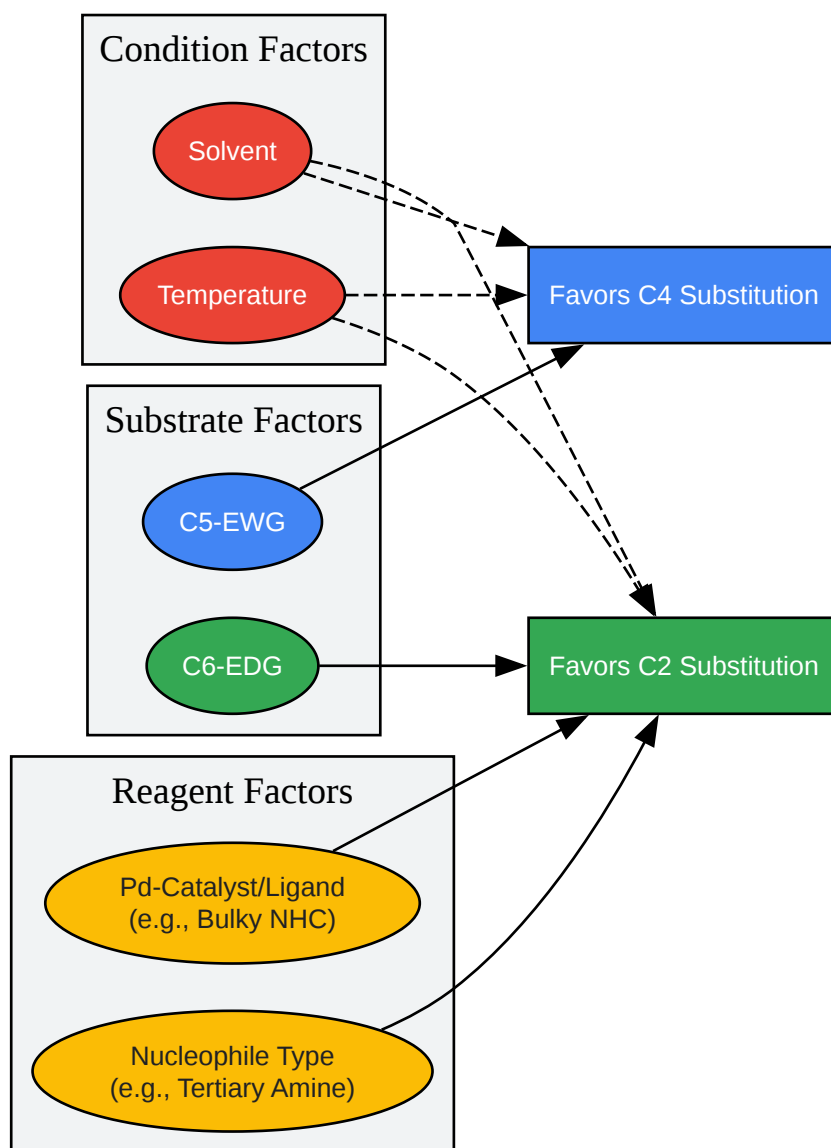 Condition Factors
Solvent
Temperature
Favors C4 Substitution
Substrate Factors
C5-EWG
C6-EDG
Favors C2 Substitution
Reagent Factors
Pd-Catalyst/Ligand
(e.g., Bulky NHC)
Nucleophile Type
(e.g., Tertiary Amine)